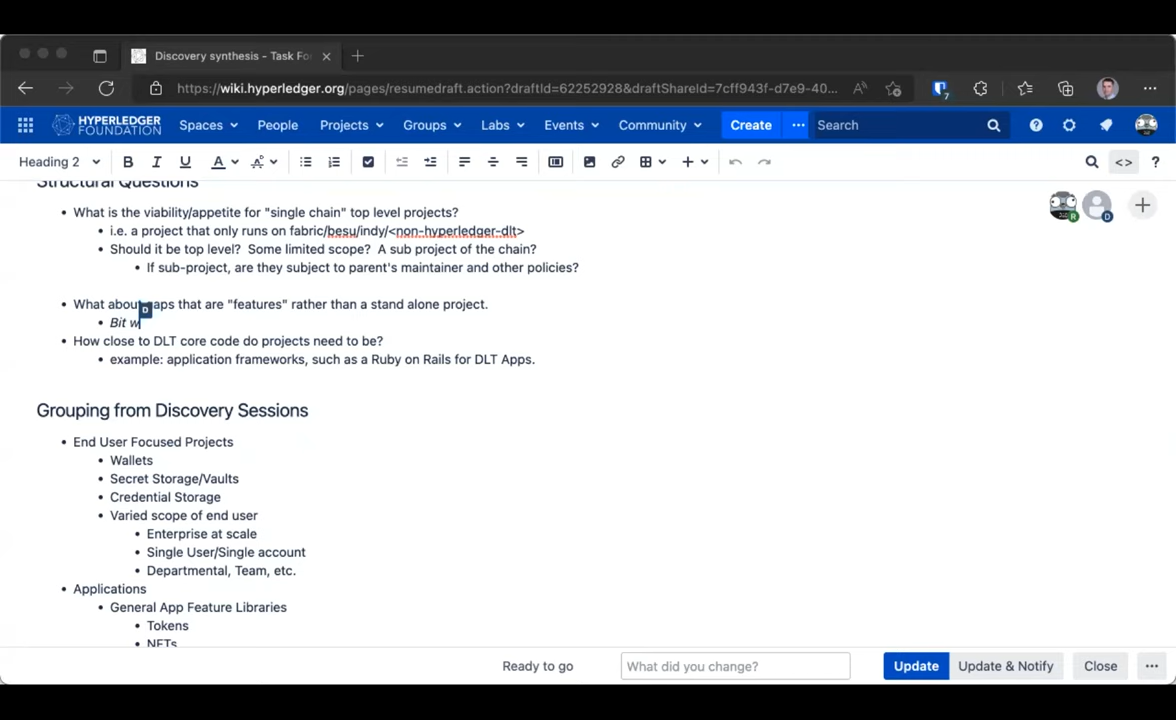 Discovery synthesis - Task Fo
https://wiki.hyperledger.org/pages/resumedraft.action?draftId=62252928&draftShareId=7cff943f-d7e9-40...
7
HYPERLEDGER FOUNDATION Spaces People Projects Groups Labs Events Community Create ... Search
Heading 2 B I U A
Structural Questions
R D
What is the viability/appetite for "single chain" top level projects?
i.e. a project that only runs on fabric/besu/indy/<non-hyperledger-dlt>
Should it be top level? Some limited scope? A sub project of the chain?
If sub-project, are they subject to parent's maintainer and other policies?
What about gaps that are "features" rather than a stand alone project.
D
Bit w
How close to DLT core code do projects need to be?
example: application frameworks, such as a Ruby on Rails for DLT Apps.
Grouping from Discovery Sessions
End User Focused Projects
Wallets
Secret Storage/Vaults
Credential Storage
Varied scope of end user
Enterprise at scale
Single User/Single account
Departmental, Team, etc.
Applications
General App Feature Libraries
Tokens
NFTs
Ready to go What did you change? Update Update & Notify Close ...